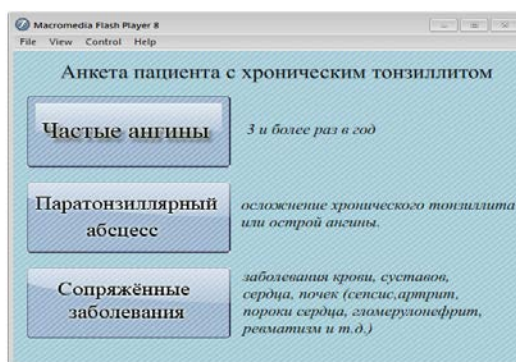 Macromedia Flash Player 8
File View Control Help
Анкета пациента с хроническим тонзиллитом
Частые ангины
3 и более раз в год
Паратонзиллярный
абсцесс
осложнение хронического тонзиллита
или острой ангины.
Сопряжённые
заболевания
заболевания крови, суставов,
сердца, почек (сепсис,артрит,
пороки сердца, гломерулонефрит,
ревматизм и т.д.)